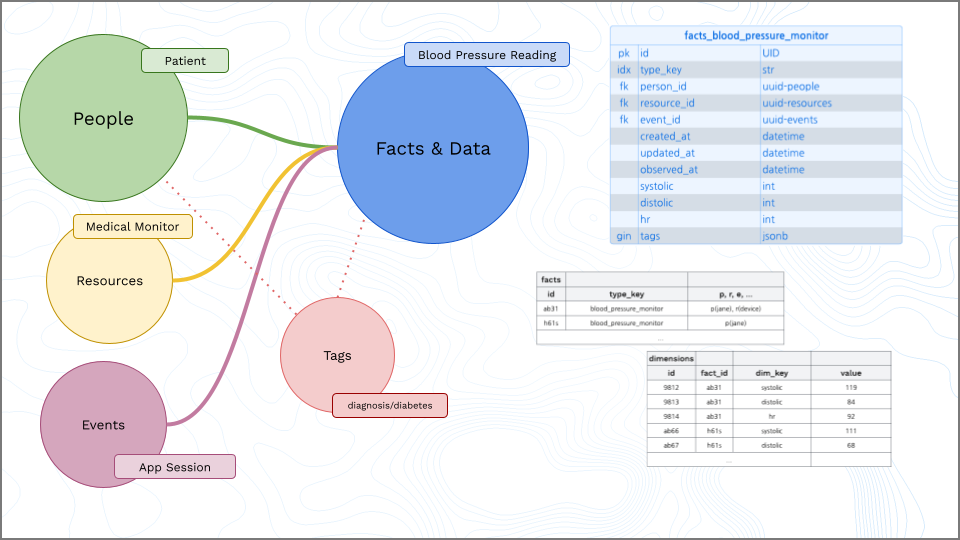 Patient
People
Medical Monitor
Resources
Events
App Session
Blood Pressure Reading
Facts & Data
Tags
diagnosis/diabetes
facts_blood_pressure_monitor
pk id UID
idx type_key str
fk person_id uuid-people
fk resource_id uuid-resources
fk event_id uuid-events
created_at datetime
updated_at datetime
observed_at datetime
systolic int
distolic int
hr int
gin tags jsonb
facts
id type_key p, r, e, ...
ab31 blood_pressure_monitor p(jane), r(device)
h61s blood_pressure_monitor p(jane)
...
dimensions
id fact_id dim_key value
9812 ab31 systolic 119
9813 ab31 distolic 84
9814 ab31 hr 92
ab66 h61s systolic 111
ab67 h61s distolic 68
...